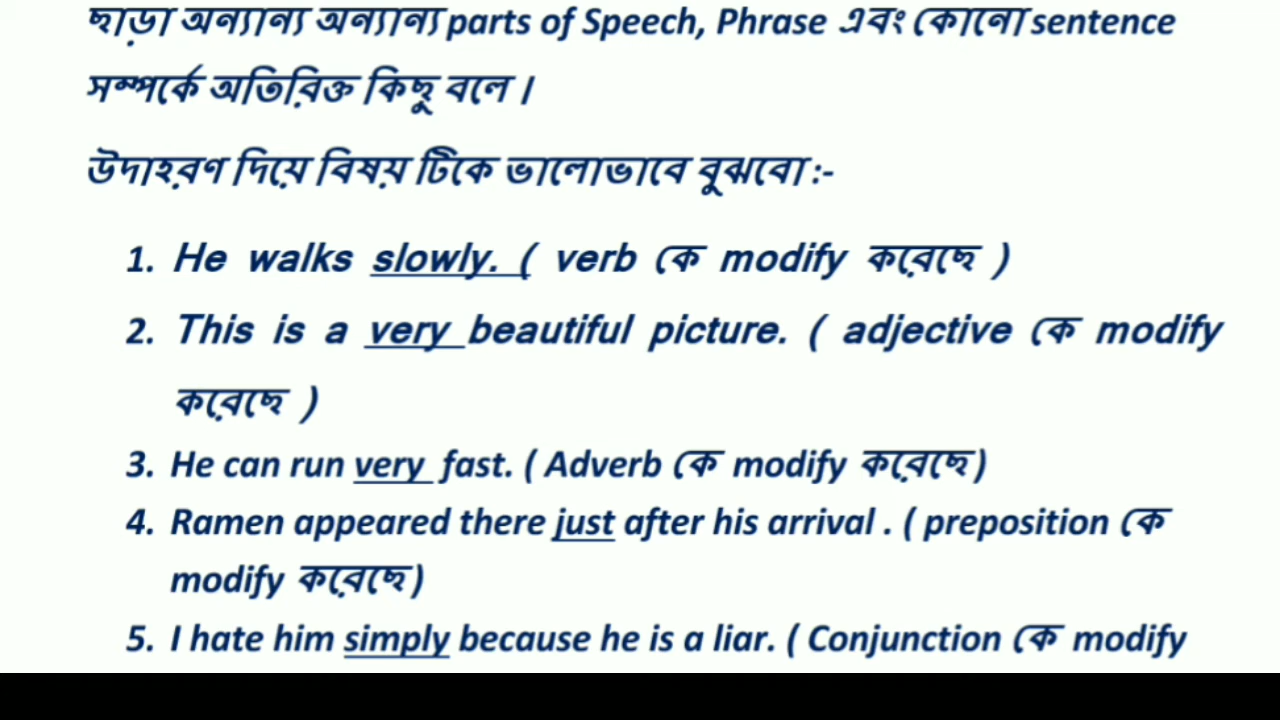 ছাড়া অন্যান্য অন্যান্য parts of Speech, Phrase এবং কোনো sentence
সম্পর্কে অতিরিক্ত কিছু বলে ।
উদাহরণ দিয়ে বিষয় টিকে ভালোভাবে বুঝবো :-
1. He walks slowly. ( verb কে modify করেছে )
2. This is a very beautiful picture. ( adjective কে modify
করেছে )
3. He can run very fast. ( Adverb কে modify করেছে )
4. Ramen appeared there just after his arrival . ( preposition কে
modify করেছে )
5. I hate him simply because he is a liar. ( Conjunction কে modify